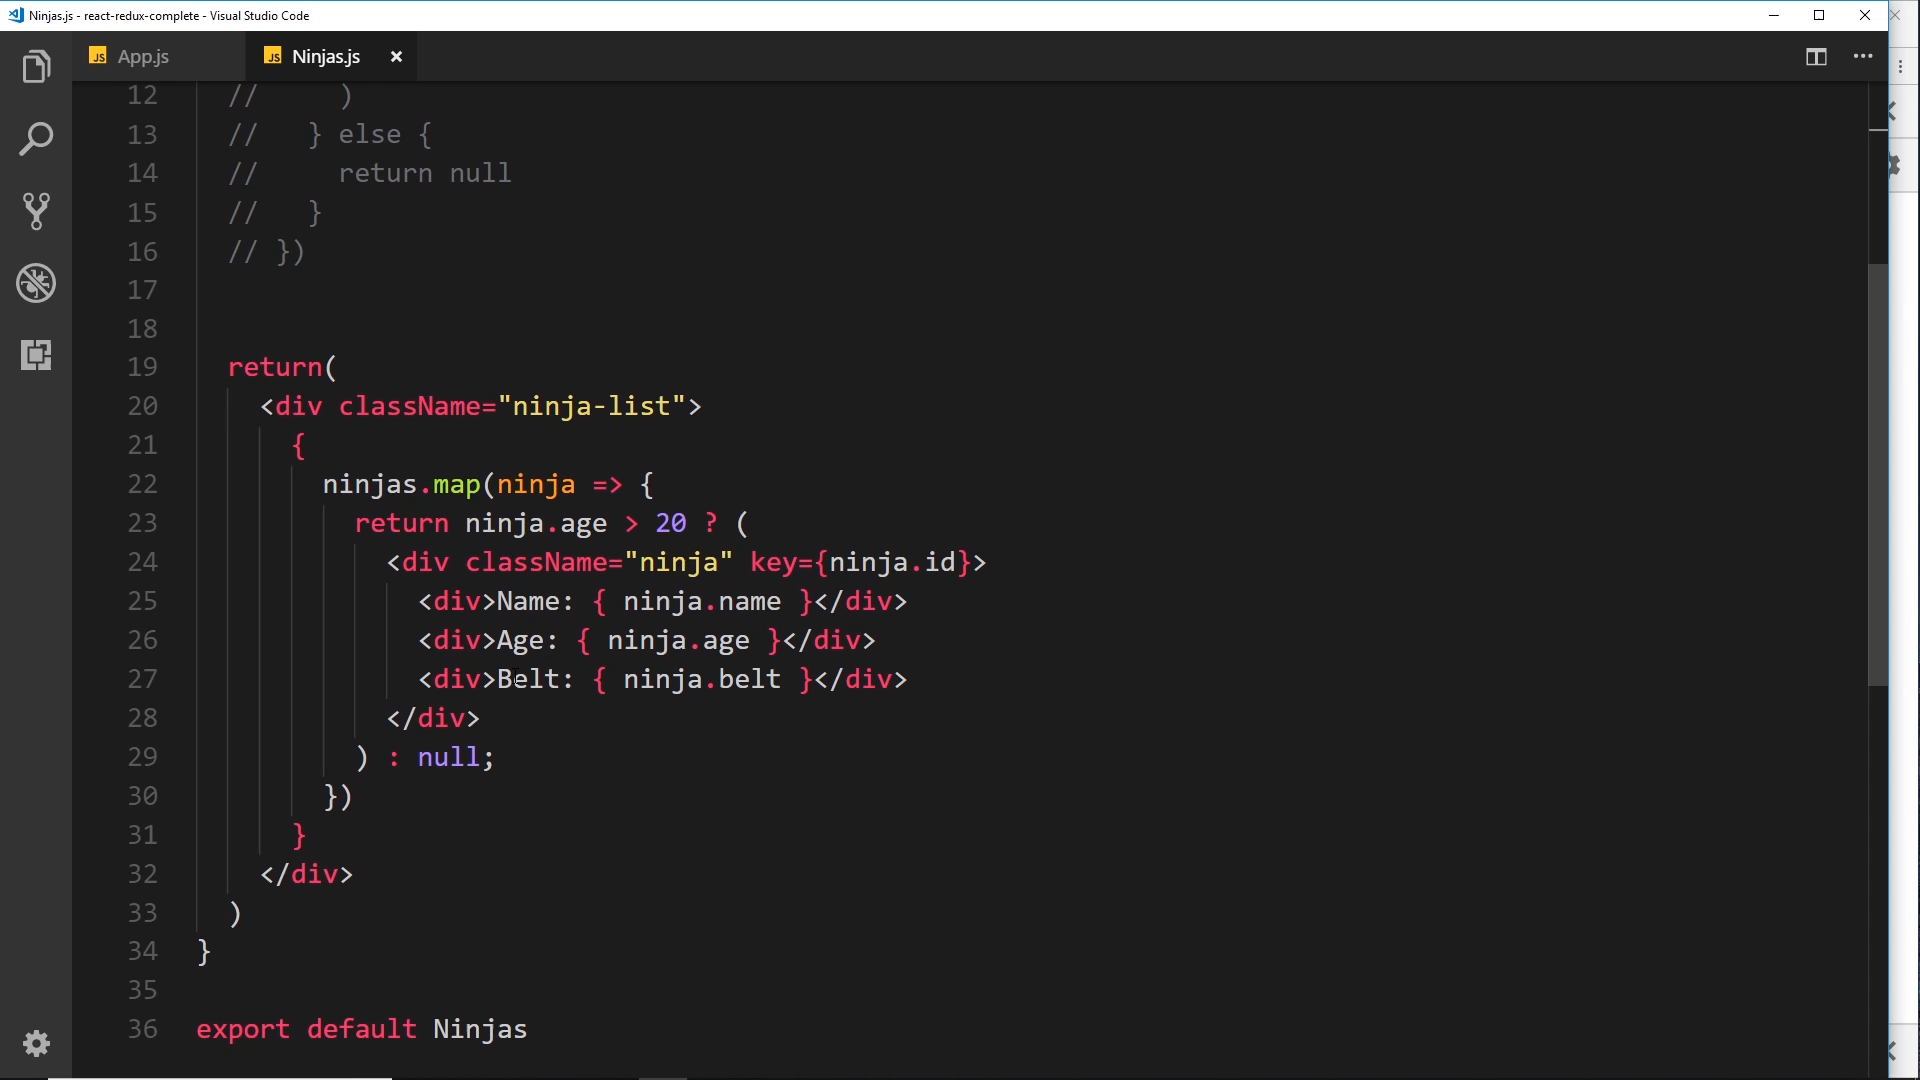 Ninjas.js - react-redux-complete - Visual Studio Code
JS App.js
JS Ninjas.js
12 //     )
13 //   } else {
14 //     return null
15 //   }
16 // })
17
18
19 return(
20 <div className="ninja-list">
21 {
22 ninjas.map(ninja => {
23 return ninja.age > 20 ? (
24 <div className="ninja" key={ninja.id}>
25 <div>Name: { ninja.name }</div>
26 <div>Age: { ninja.age }</div>
27 <div>Belt: { ninja.belt }</div>
28 </div>
29 ) : null;
30 })
31 }
32 </div>
33 )
34 }
35
36 export default Ninjas